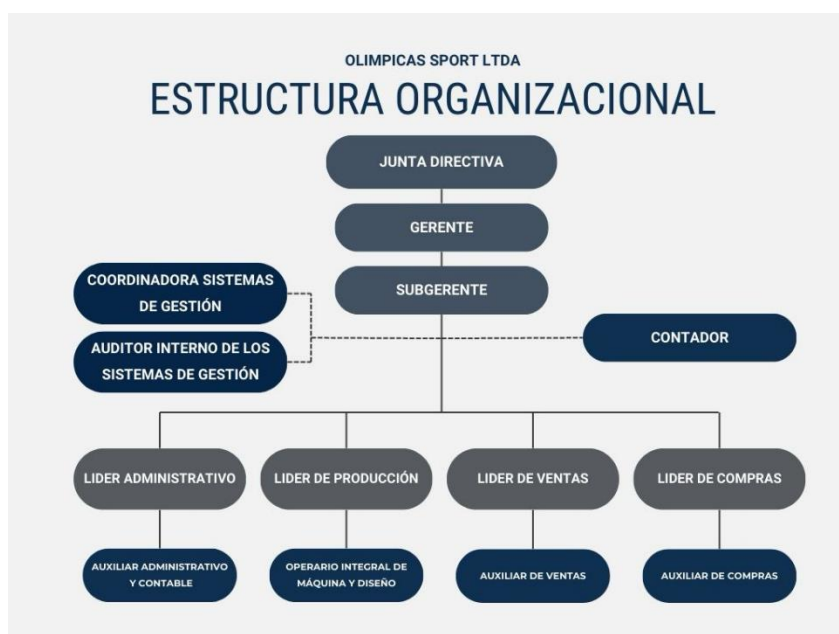 OLIMPICAS SPORT LTDA
ESTRUCTURA ORGANIZACIONAL
JUNTA DIRECTIVA
GERENTE
SUBGERENTE
COORDINADORA SISTEMAS
DE GESTIÓN
AUDITOR INTERNO DE LOS
SISTEMAS DE GESTIÓN
CONTADOR
LIDER ADMINISTRATIVO
LIDER DE PRODUCCIÓN
LIDER DE VENTAS
LIDER DE COMPRAS
AUXILIAR ADMINISTRATIVO
Y CONTABLE
OPERARIO INTEGRAL DE
MÁQUINA Y DISEÑO
AUXILIAR DE VENTAS
AUXILIAR DE COMPRAS